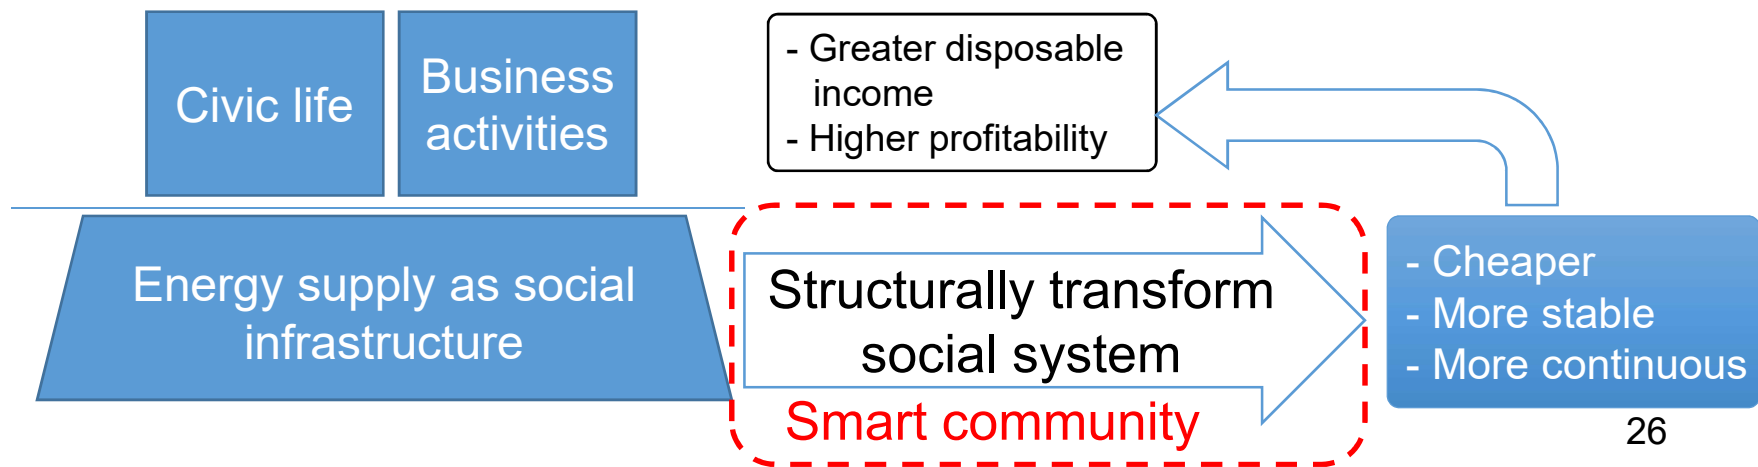 Civic life
Business
activities
- Greater disposable
income
- Higher profitability
Energy supply as social
infrastructure
Structurally transform
social system
Smart community
- Cheaper
- More stable
- More continuous
26